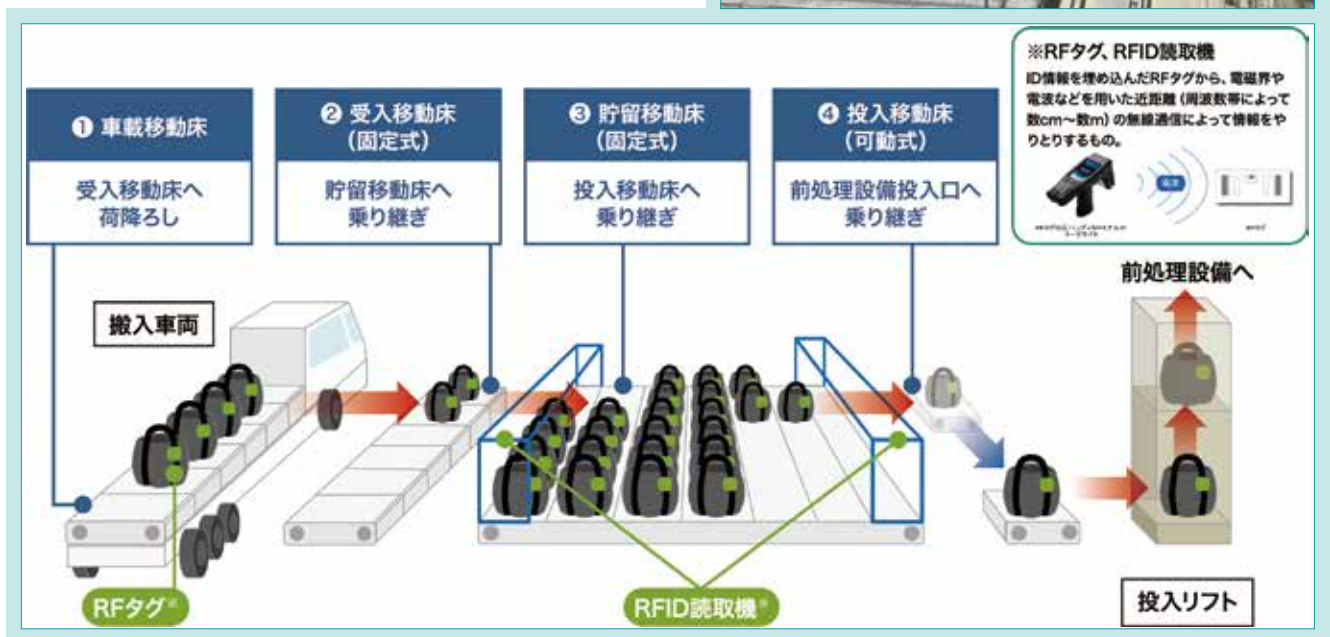 ❶ 車載移動床
受入移動床へ
荷降ろし
❷ 受入移動床
(固定式)
貯留移動床へ
乗り継ぎ
❸ 貯留移動床
(固定式)
投入移動床へ
乗り継ぎ
❹ 投入移動床
(可動式)
前処理設備投入口へ
乗り継ぎ
※RFタグ、RFID読取機
ID情報を埋め込んだRFタグから、電磁界や
電波などを用いた近距離(周波数帯によって
数cm〜数m)の無線通信によって情報をや
りとりするもの。
RFタグ
前処理設備へ
搬入車両
RFタグ※
RFID読取機※
投入リフト